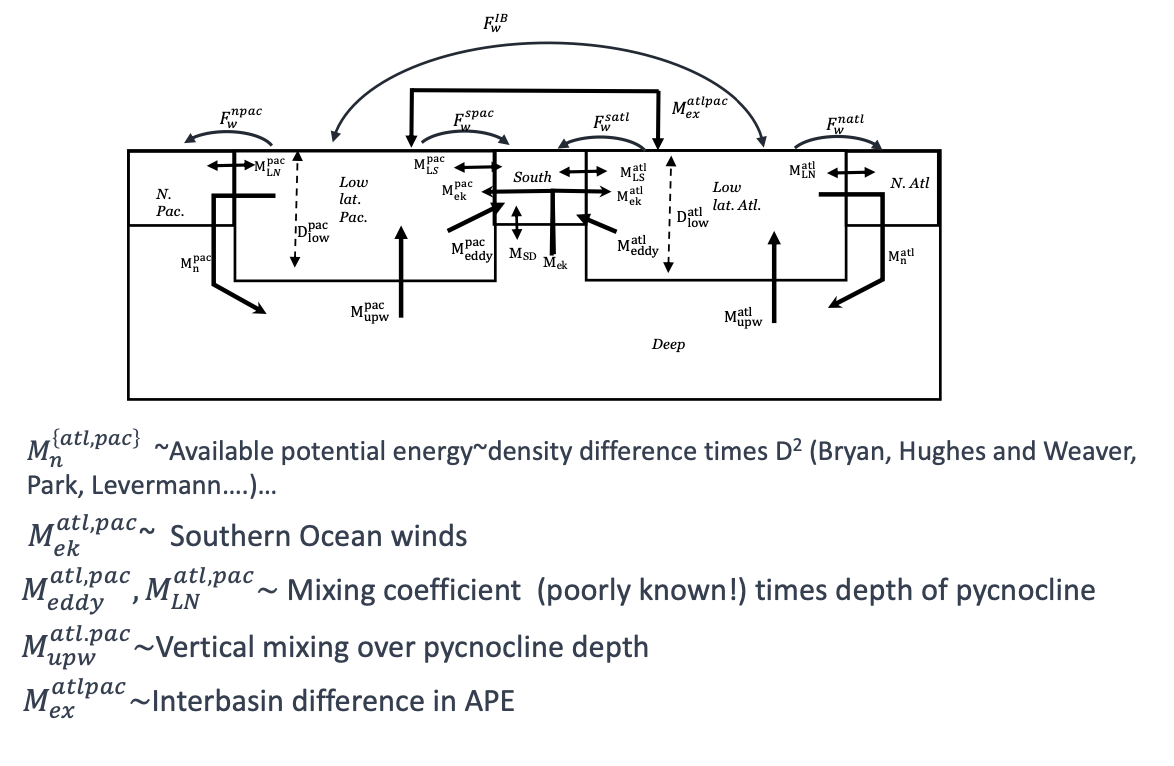 F_w^{IB}
M_{ex}^{atlpac}
F_w^{npac}
F_w^{spac}
F_w^{satl}
F_w^{natl}
M_{LN}^{pac}
M_{LS}^{pac}
M_{LS}^{atl}
M_{LN}^{atl}
N.
Pac.
Low
lat.
Pac.
South
Low
lat. Atl.
N. Atl
M_{ek}^{pac}
M_{ek}^{atl}
D_{low}^{pac}
D_{low}^{atl}
M_{eddy}^{pac}
M_{SD}
M_{ek}
M_{eddy}^{atl}
M_n^{pac}
M_n^{atl}
M_{upw}^{pac}
M_{upw}^{atl}
Deep
M_n^{{atl,pac}} ~Available potential energy~density difference times D² (Bryan, Hughes and Weaver,
Park, Levermann....)...
M_{ek}^{atl,pac}~ Southern Ocean winds
M_{eddy}^{atl,pac}, M_{LN}^{atl,pac} ~ Mixing coefficient (poorly known!) times depth of pycnocline
M_{upw}^{atl.pac}~Vertical mixing over pycnocline depth
M_{ex}^{atlpac}~Interbasin difference in APE